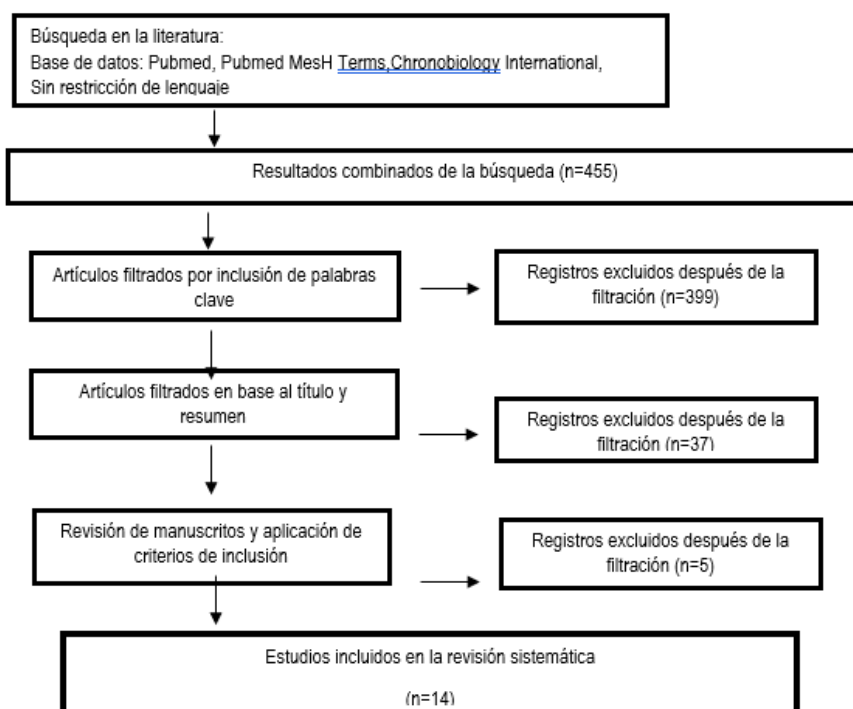 Búsqueda en la literatura:
Base de datos: Pubmed, Pubmed MesH Terms,Chronobiology International,
Sin restricción de lenguaje
Resultados combinados de la búsqueda (n=455)
Artículos filtrados por inclusión de palabras
clave
Registros excluidos después de la
filtración (n=399)
Artículos filtrados en base al título y
resumen
Registros excluidos después de la
filtración (n=37)
Revisión de manuscritos y aplicación de
criterios de inclusión
Registros excluidos después de la
filtración (n=5)
Estudios incluidos en la revisión sistemática
(n=14)